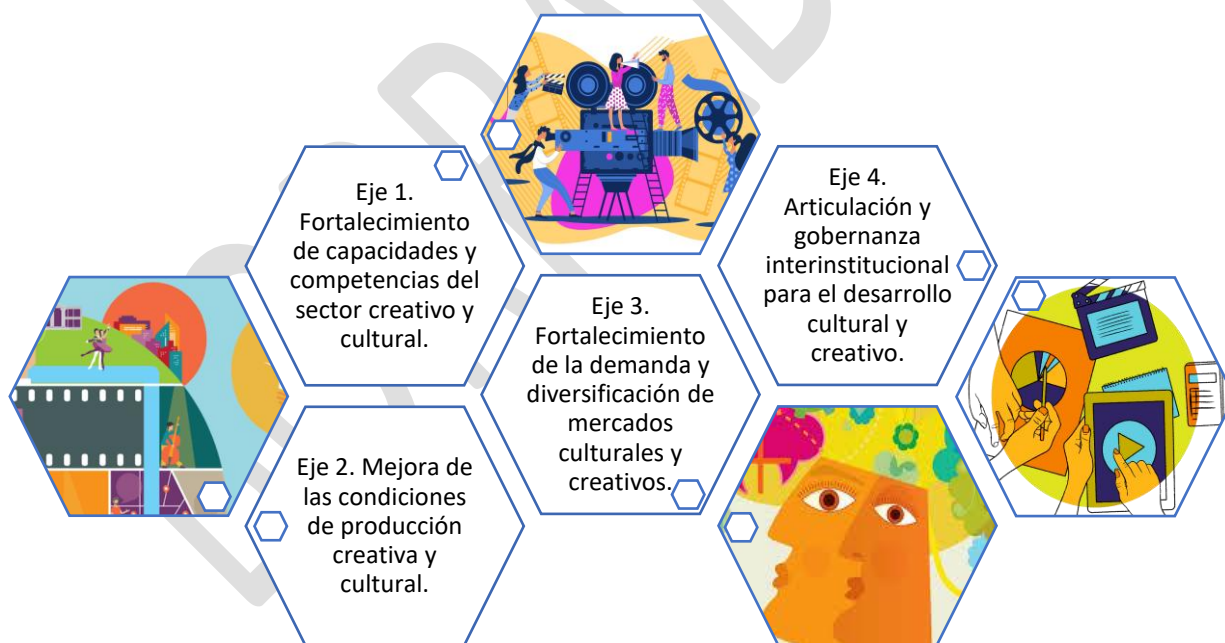 Eje 1.
Fortalecimiento
de capacidades y
competencias del
sector creativo y
cultural.
Eje 2. Mejora de
las condiciones
de producción
creativa y
cultural.
Eje 3.
Fortalecimiento
de la demanda y
diversificación de
mercados
culturales y
creativos.
Eje 4.
Articulación y
gobernanza
interinstitucional
para el desarrollo
cultural y
creativo.